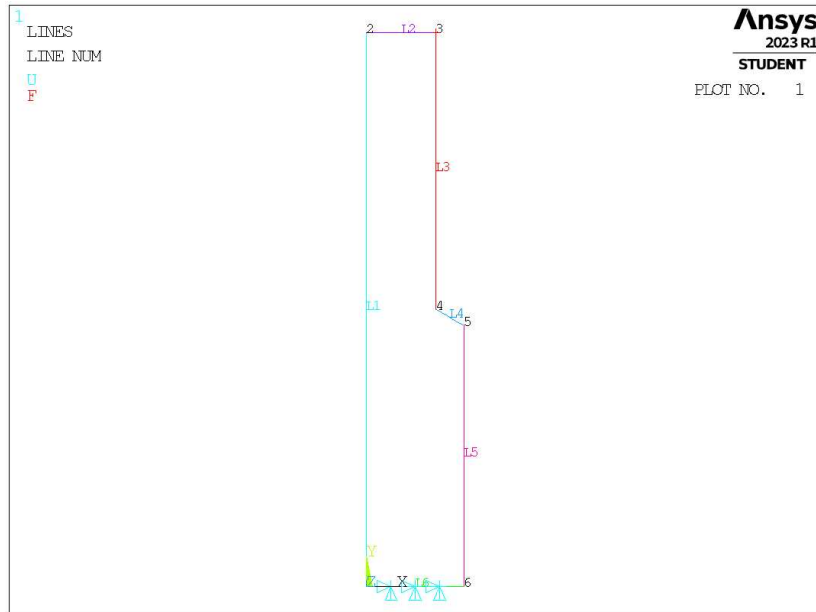 1
LINES
LINE NUM
U
F
Ansys
2023 R1
STUDENT
PLOT NO. 1
2 L2 3
L3
L1
4
L4
5
L5
Y
Z X L6 6